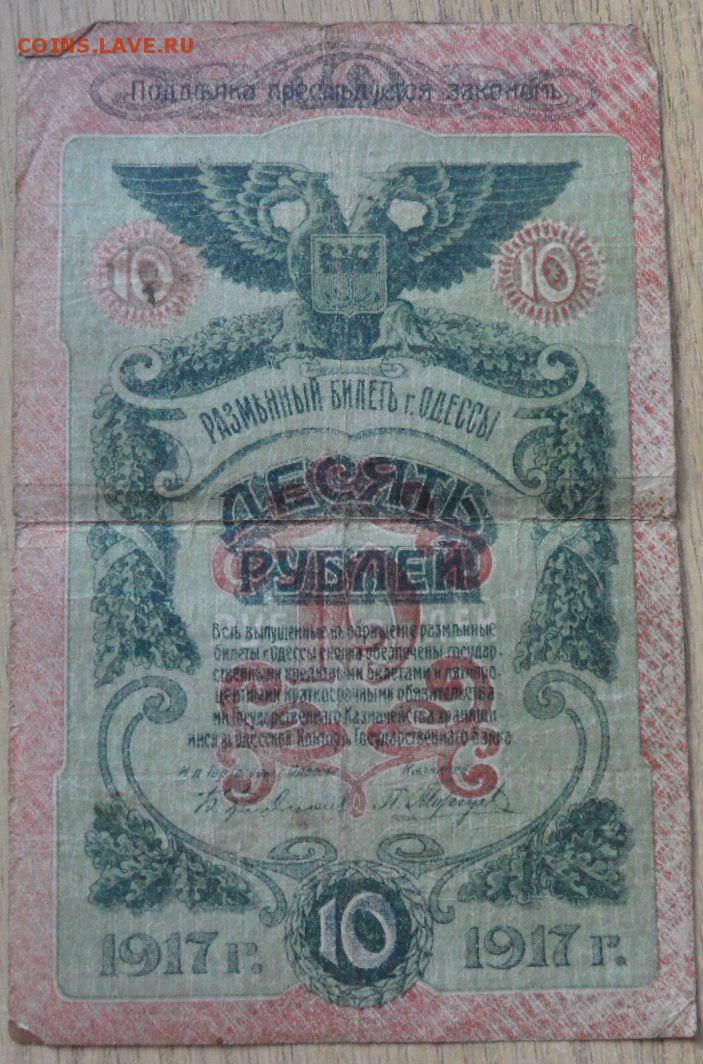 COINS.LAVE.RU
Поддѣлка преслѣдуется закономъ
10 10
РАЗМѢННЫЙ БИЛЕТЪ г. ОДЕССЫ
ДЕСЯТЬ
РУБЛЕЙ
10
Всѣ выпущенные въ обращеніе размѣнные
билеты г. Одессы сполна обезпечены государ-
ственными кредитными билетами и пятипро-
центными краткосрочными обязательства
ми Государственнаго Казначейства, хранящи-
мися въ Одесской Конторѣ Государственнаго Банка
1917 г. 10 1917 г.